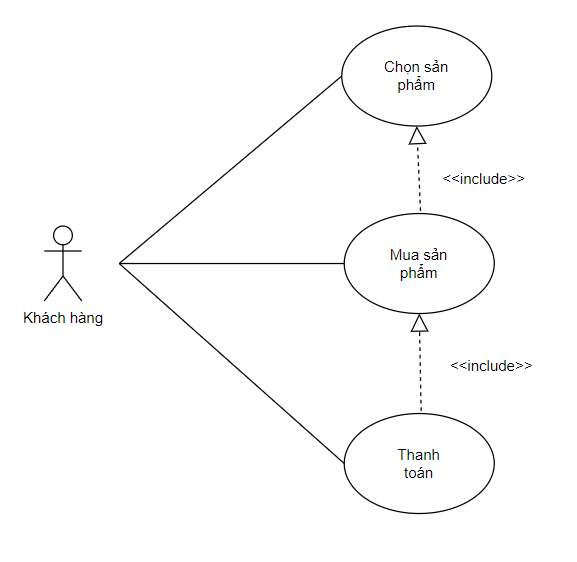 Chọn sản
phẩm
<<include>>
Mua sản
phẩm
Khách hàng
<<include>>
Thanh
toán